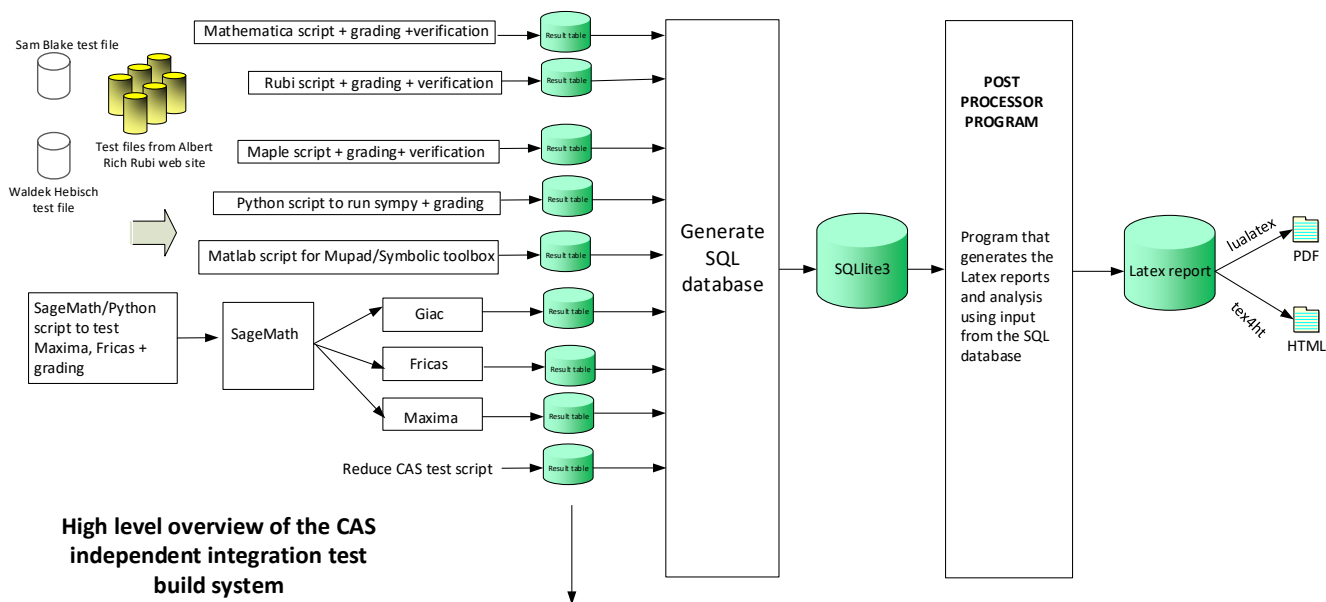 Sam Blake test file
Test files from Albert
Rich Rubi web site
Waldek Hebisch
test file
Mathematica script + grading +verification
Result table
Rubi script + grading + verification
Result table
Maple script + grading+ verification
Result table
Python script to run sympy + grading
Result table
Matlab script for Mupad/Symbolic toolbox
Result table
SageMath/Python
script to test
Maxima, Fricas +
grading
SageMath
Giac
Result table
Fricas
Result table
Maxima
Result table
Reduce CAS test script
Result table
High level overview of the CAS
independent integration test
build system
Generate
SQL
database
SQLlite3
POST
PROCESSOR
PROGRAM
Program that
generates the
Latex reports
and analysis
using input
from the SQL
database
Latex report
lualatex
PDF
tex4ht
HTML